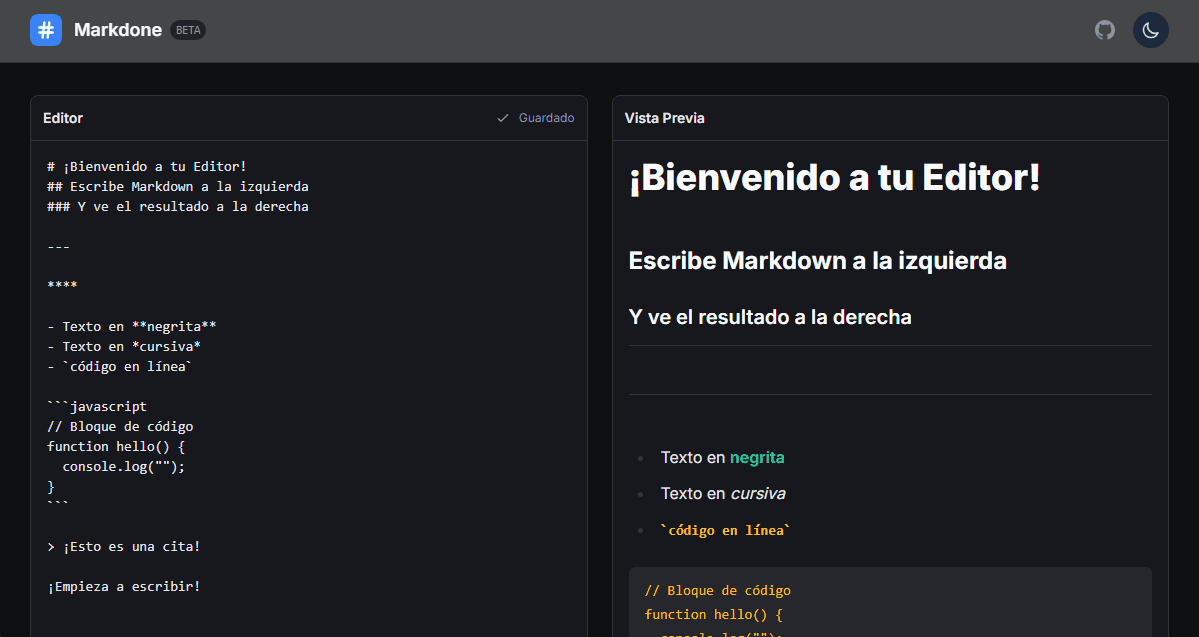 # Markdone BETA
Editor
Guardado
# ¡Bienvenido a tu Editor!
## Escribe Markdown a la izquierda
### Y ve el resultado a la derecha
---
****
- Texto en **negrita**
- Texto en *cursiva*
- `código en línea`
```javascript
// Bloque de código
function hello() {
  console.log("");
}
```
> ¡Esto es una cita!
¡Empieza a escribir!
Vista Previa
¡Bienvenido a tu Editor!
Escribe Markdown a la izquierda
Y ve el resultado a la derecha
Texto en negrita
Texto en cursiva
`código en línea`
// Bloque de código
function hello() {
  console.log("");